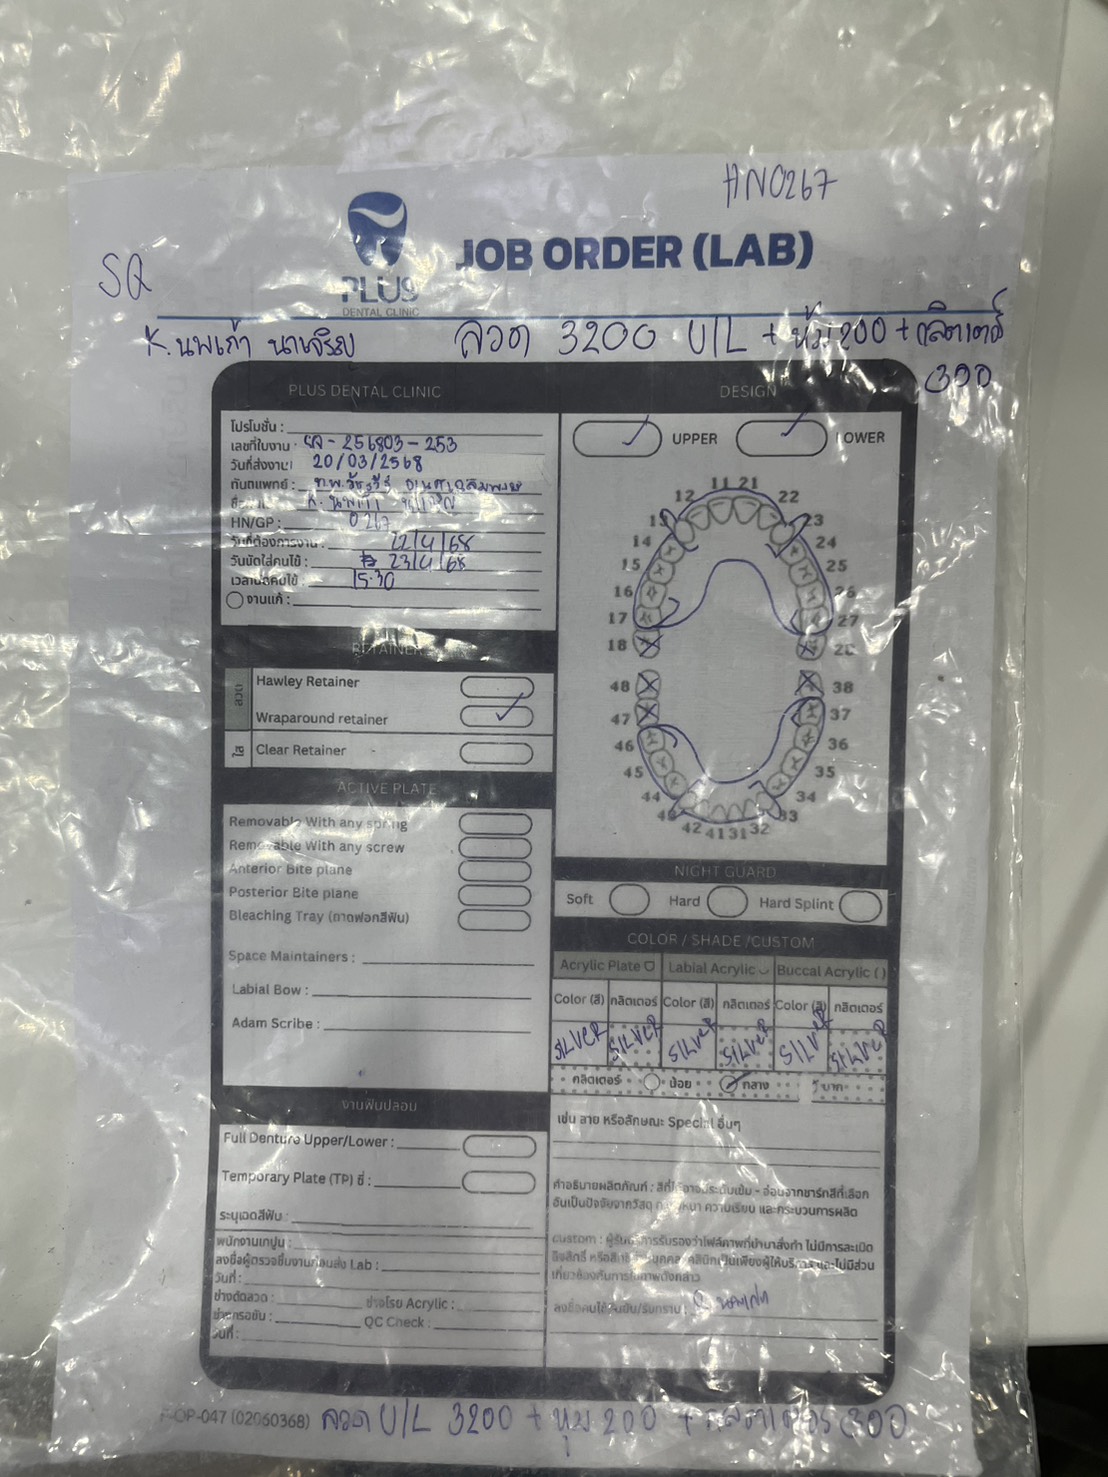 HN0267
PLUS
DENTAL CLINIC
JOB ORDER (LAB)
SQ
K. นพเก้า นาเจริญ
ลวด 3200 U/L + หุ้ม 200 + กลิตเตอร์
300
PLUS DENTAL CLINIC
โปรโมชั่น :
เลขที่ใบงาน : SQ - 256803 - 253
วันที่ส่งงาน 20/03/2568
ทันตแพทย์ : ท.พ.
K. นพเก้า นาเจริญ
HN/GP : 0267
วันที่ต้องการงาน : 22/4/68
วันนัดใส่คนไข้ : 23/4/68
15.30
งานแก้ :
RETAINER
ลวด
Hawley Retainer
Wraparound retainer
ใส
Clear Retainer
ACTIVE PLATE
Removable With any spring
Removable With any screw
Anterior Bite plane
Posterior Bite plane
Bleaching Tray (ถาดฟอกสีฟัน)
Space Maintainers :
Labial Bow :
Adam Scribe :
งานฟันปลอม
Full Denture Upper/Lower :
Temporary Plate (TP) ซี่ :
ระบุเฉดสีฟัน :
พนักงานเทปูน :
ลงชื่อผู้ตรวจชิ้นงานก่อนส่ง Lab :
วันที่ :
ช่างดัดลวด :
ช่างโรย Acrylic :
ช่างกรอขัด :
QC Check :
วันที่ :
DESIGN
UPPER
LOWER
11 21
12 22
13 23
14 24
15 25
16 26
17 27
18 28
48 38
47 37
46 36
45 35
44 34
43 33
42 41 31 32
NIGHT GUARD
Soft Hard Hard Splint
COLOR / SHADE /CUSTOM
Acrylic Plate Labial Acrylic Buccal Acrylic ( )
Color (สี) กลิตเตอร์ Color (สี) กลิตเตอร์ Color (สี) กลิตเตอร์
SILVER SILVER SILVER SILVER SILVER SILVER
กลิตเตอร์ น้อย กลาง มาก
เช่น ลาย หรือลักษณะ Special อื่นๆ
คำอธิบายผลิตภัณฑ์ : สีที่ได้อาจมีระดับเข้ม - อ่อนจากชาร์ทสีที่เลือก
อันเป็นปัจจัยจากวัสดุ ความหนา ความเรียบ และกระบวนการผลิต
custom : ผู้รับบริการรับรองว่าไฟล์ภาพที่นำมาสั่งทำ ไม่มีการละเมิด
ลิขสิทธิ์ หรือสิทธิ์ของบุคคล คลินิกเป็นเพียงผู้ให้บริการ และไม่มีส่วน
เกี่ยวข้องกับการใช้ภาพดังกล่าว
ลงชื่อคนไข้ยืนยัน/รับทราบ : นพเก้า
F-OP-047 (02060368)
ลวด U/L 3200 + หุ้ม 200 + กลิตเตอร์ 300